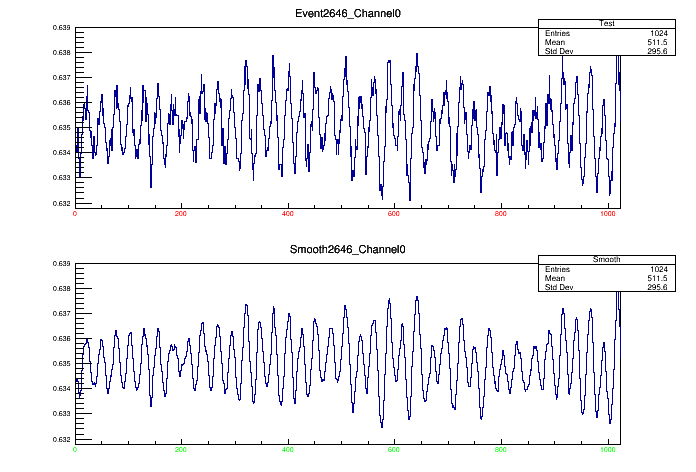 Event2646_Channel0
Test
Entries 1024
Mean 511.5
Std Dev 295.6
0.639
0.638
0.637
0.636
0.635
0.634
0.633
0.632
0 200 400 600 800 1000
Smooth2646_Channel0
Smooth
Entries 1024
Mean 511.5
Std Dev 295.6
0.639
0.638
0.637
0.636
0.635
0.634
0.633
0.632
0 200 400 600 800 1000